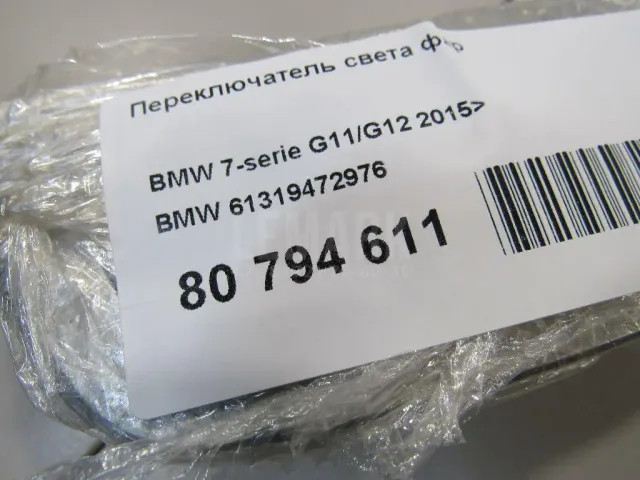 Переключатель света
BMW 7-serie G11/G12 2015>
BMW 61319472976
80 794 611